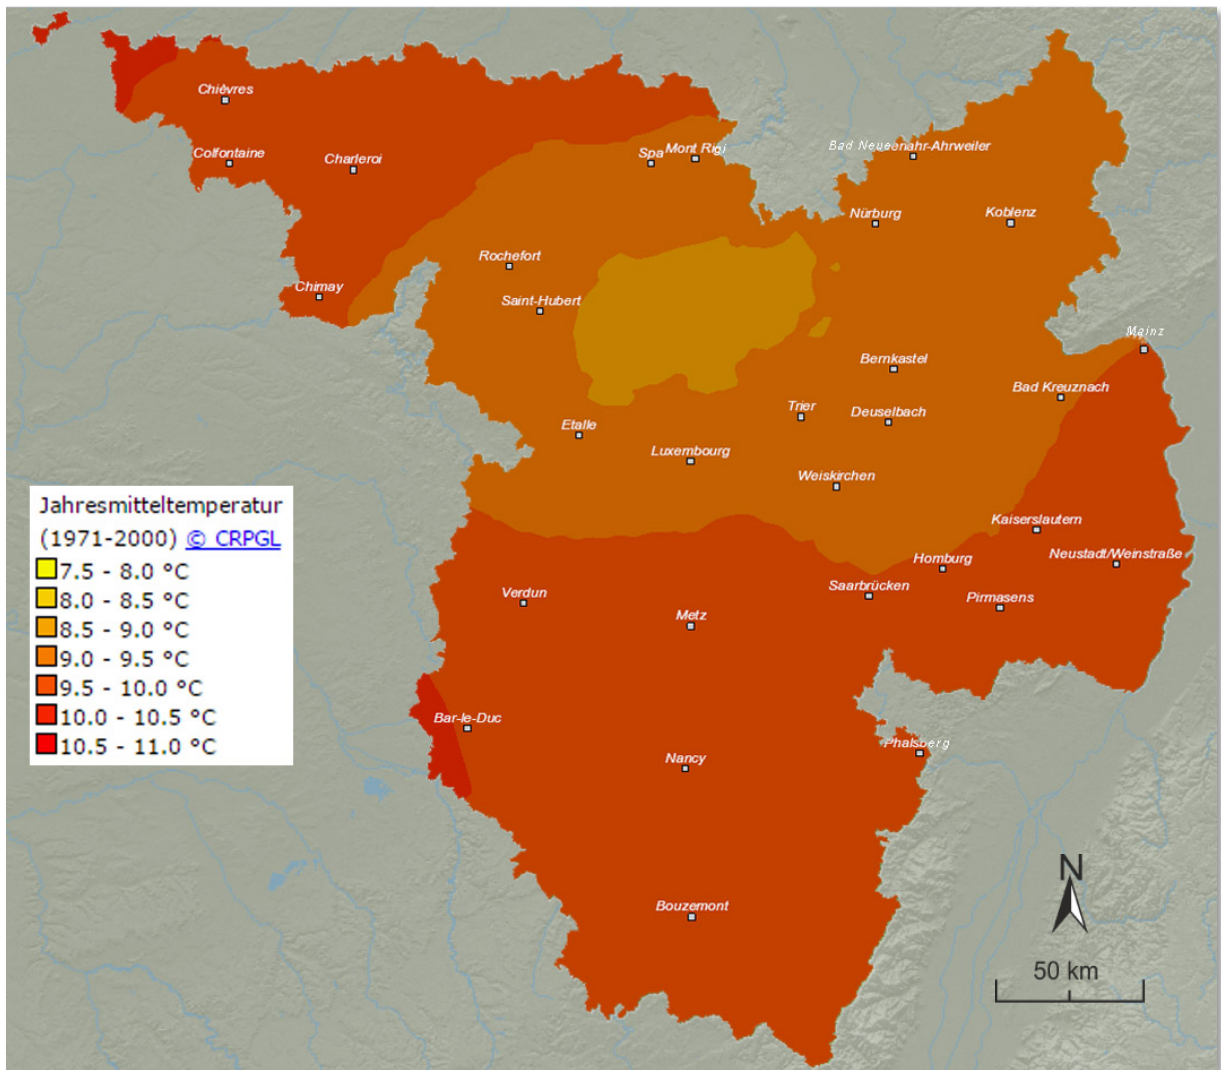 Chièvres
Colfontaine
Charleroi
Spa
Mont Rigi
Bad Neuenahr-Ahrweiler
Nürburg
Koblenz
Rochefort
Chimay
Saint-Hubert
Mainz
Bernkastel
Bad Kreuznach
Trier
Deuselbach
Etalle
Luxembourg
Weiskirchen
Kaiserslautern
Neustadt/Weinstraße
Homburg
Saarbrücken
Pirmasens
Verdun
Metz
Bar-le-Duc
Nancy
Phalsberg
Bouzemont
Jahresmitteltemperatur
(1971-2000) © CRPGL
7.5 - 8.0 °C
8.0 - 8.5 °C
8.5 - 9.0 °C
9.0 - 9.5 °C
9.5 - 10.0 °C
10.0 - 10.5 °C
10.5 - 11.0 °C
N
50 km